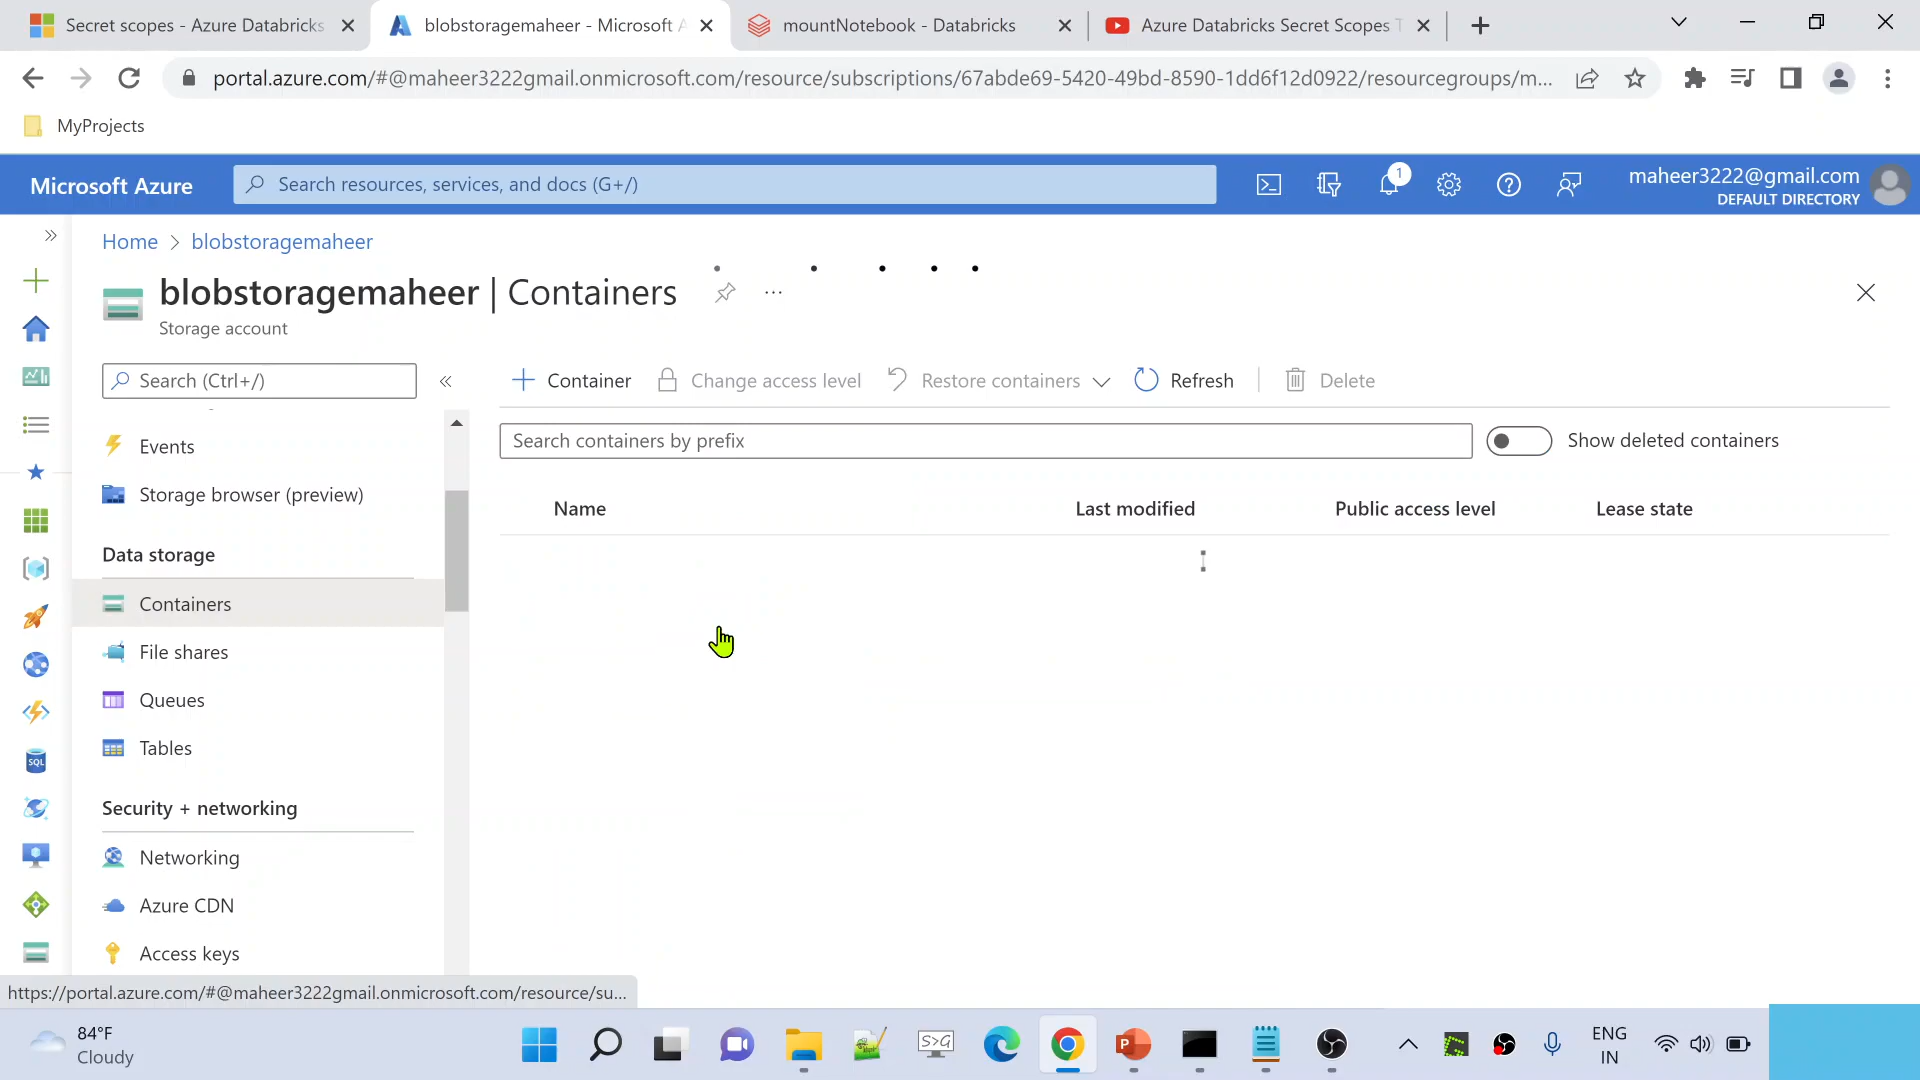 Secret scopes - Azure Databricks
blobstoragemaheer - Microsoft A
mountNotebook - Databricks
Azure Databricks Secret Scopes T
portal.azure.com/#@maheer3222gmail.onmicrosoft.com/resource/subscriptions/67abde69-5420-49bd-8590-1dd6f12d0922/resourcegroups/m...
MyProjects
Microsoft Azure
Search resources, services, and docs (G+/)
1
maheer3222@gmail.com
DEFAULT DIRECTORY
Home > blobstoragemaheer
blobstoragemaheer | Containers
Storage account
Search (Ctrl+/)
Container
Change access level
Restore containers
Refresh
Delete
Events
Storage browser (preview)
Data storage
Containers
File shares
Queues
Tables
Security + networking
Networking
Azure CDN
Access keys
Search containers by prefix
Show deleted containers
Name
Last modified
Public access level
Lease state
SQL
https://portal.azure.com/#@maheer3222gmail.onmicrosoft.com/resource/su...
84°F
Cloudy
S>G
P
ENG
IN